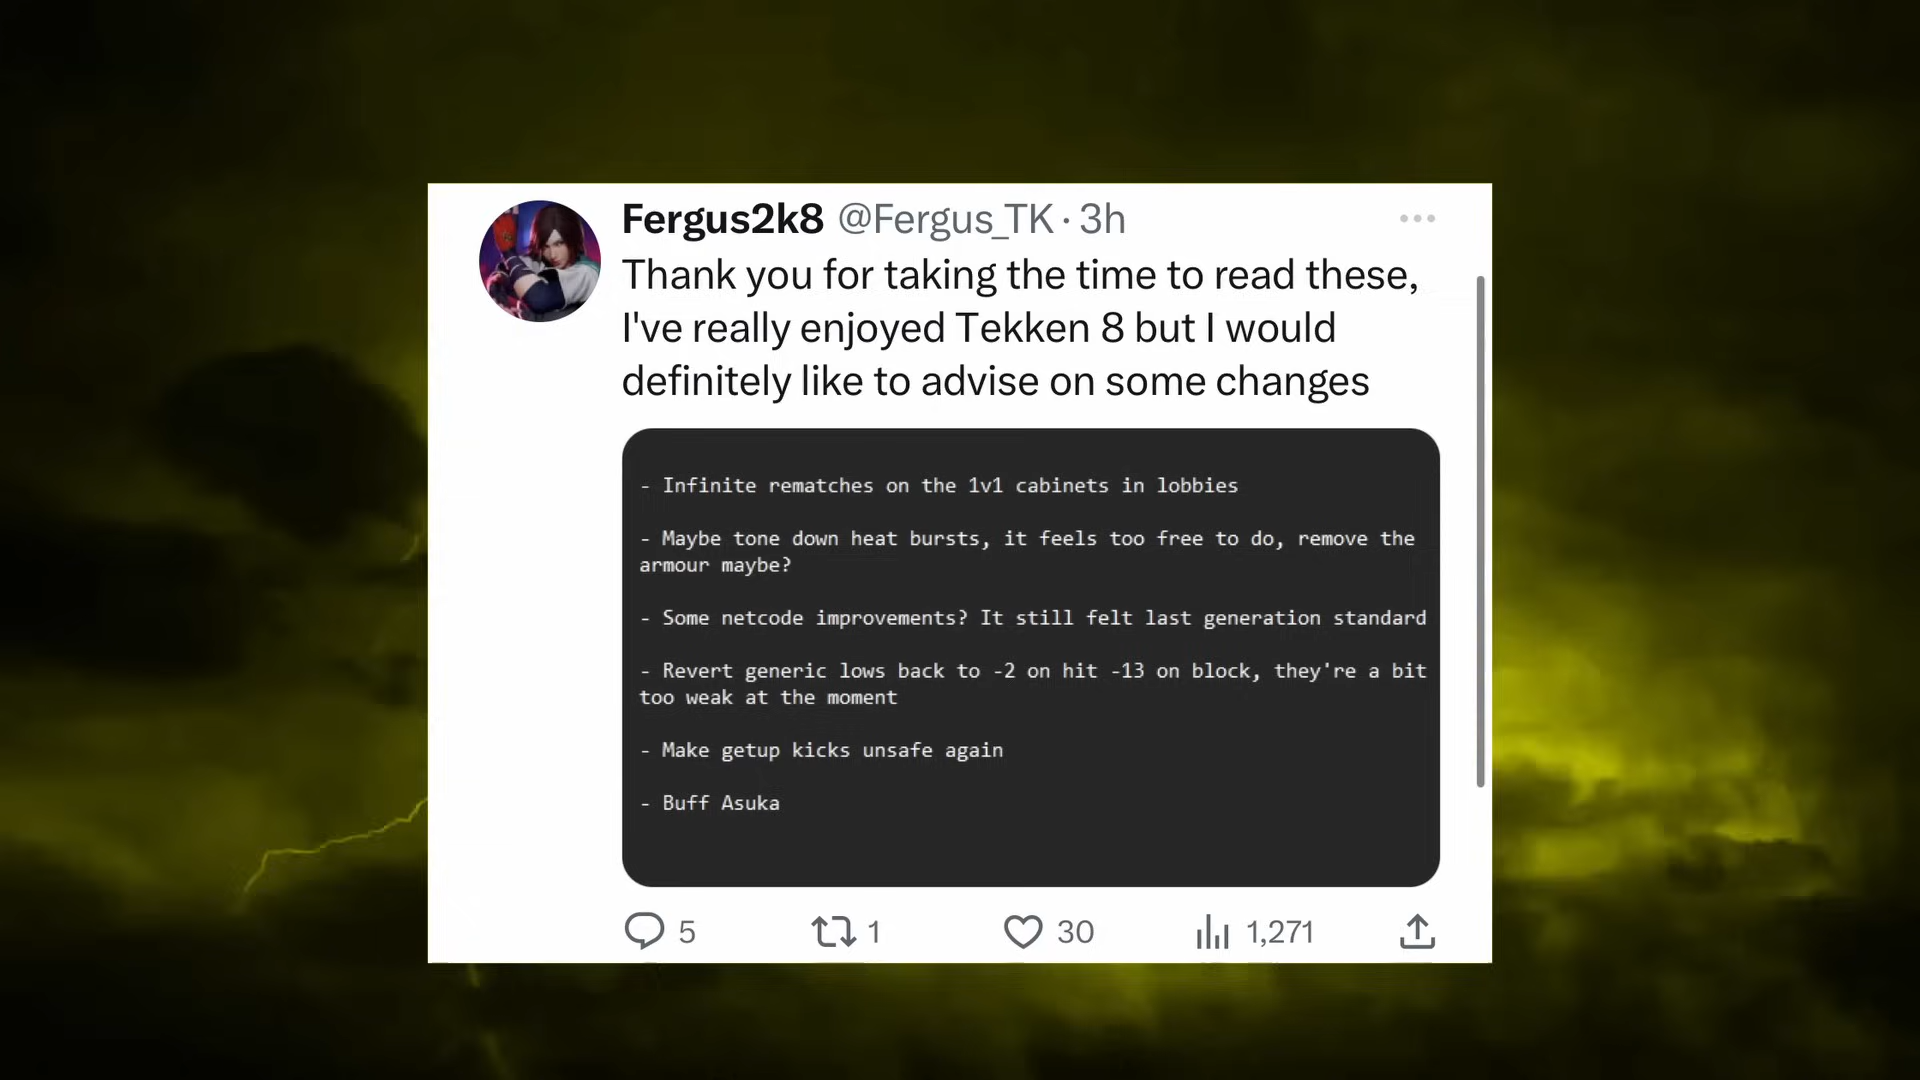 Fergus2k8 @Fergus_TK · 3h
Thank you for taking the time to read these,
I've really enjoyed Tekken 8 but I would
definitely like to advise on some changes
- Infinite rematches on the 1v1 cabinets in lobbies
- Maybe tone down heat bursts, it feels too free to do, remove the
armour maybe?
- Some netcode improvements? It still felt last generation standard
- Revert generic lows back to -2 on hit -13 on block, they're a bit
too weak at the moment
- Make getup kicks unsafe again
- Buff Asuka
5 1 30 1,271